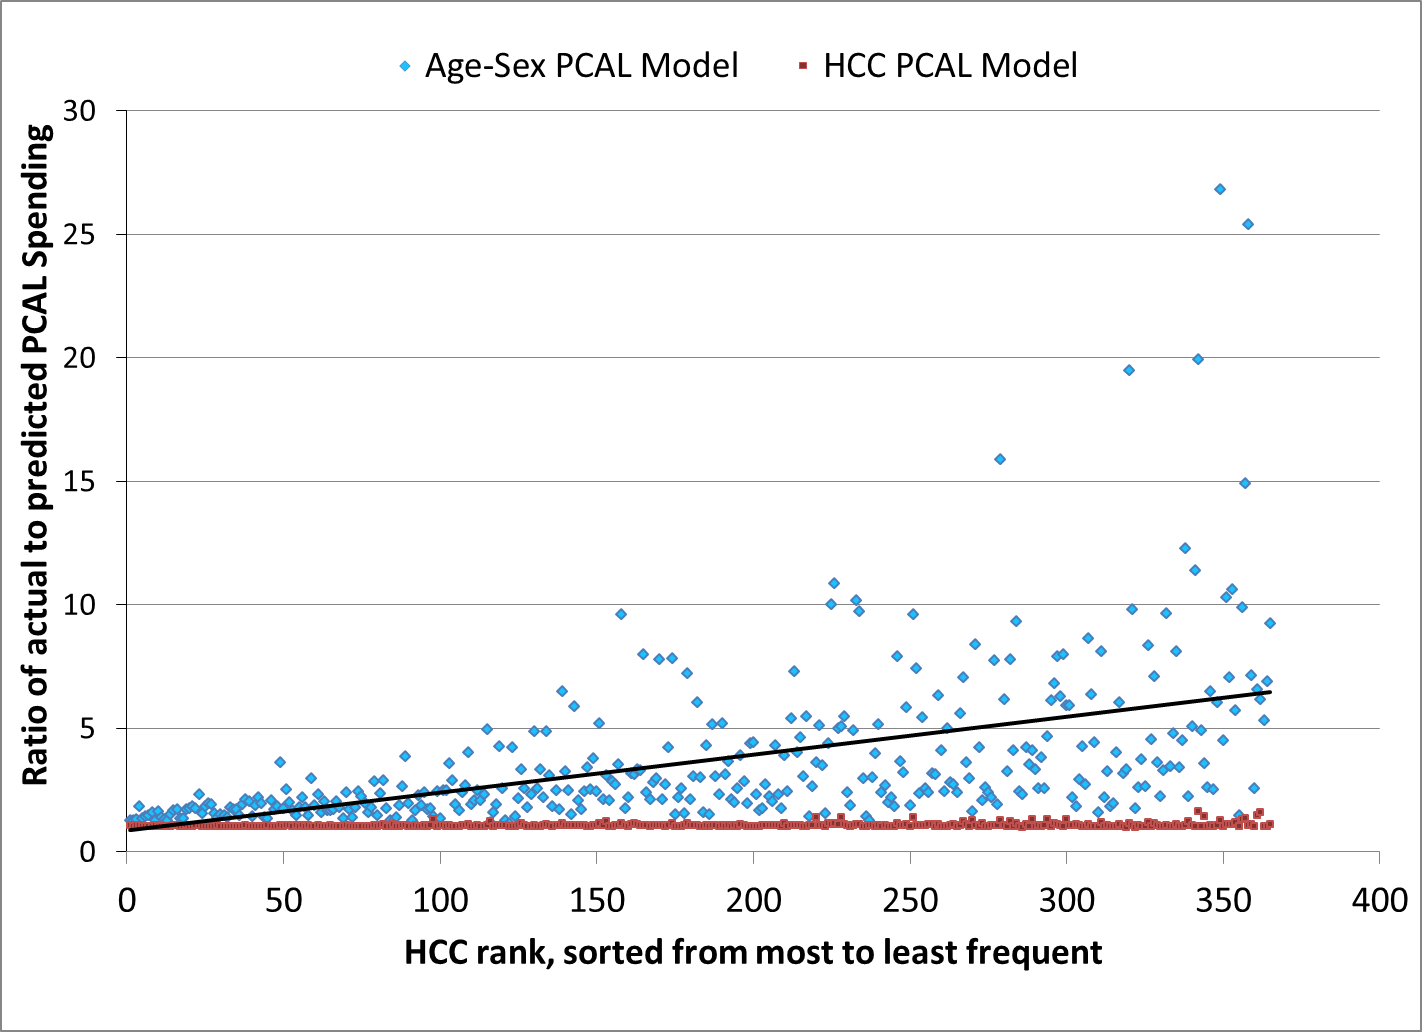 Age-Sex PCAL Model
HCC PCAL Model
Ratio of actual to predicted PCAL Spending
30
25
20
15
10
5
0
0 50 100 150 200 250 300 350 400
HCC rank, sorted from most to least frequent